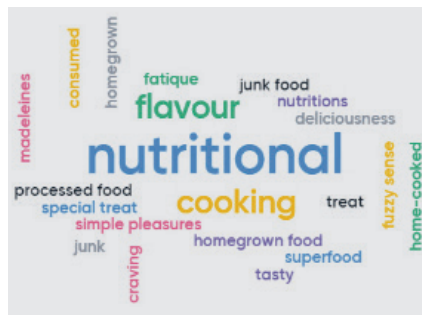 madeleines
consumed
homegrown
fatique
junk food
flavour
nutritions
deliciousness
nutritional
processed food
cooking
treat
fuzzy sense
home-cooked
special treat
simple pleasures
junk
homegrown food
craving
superfood
tasty